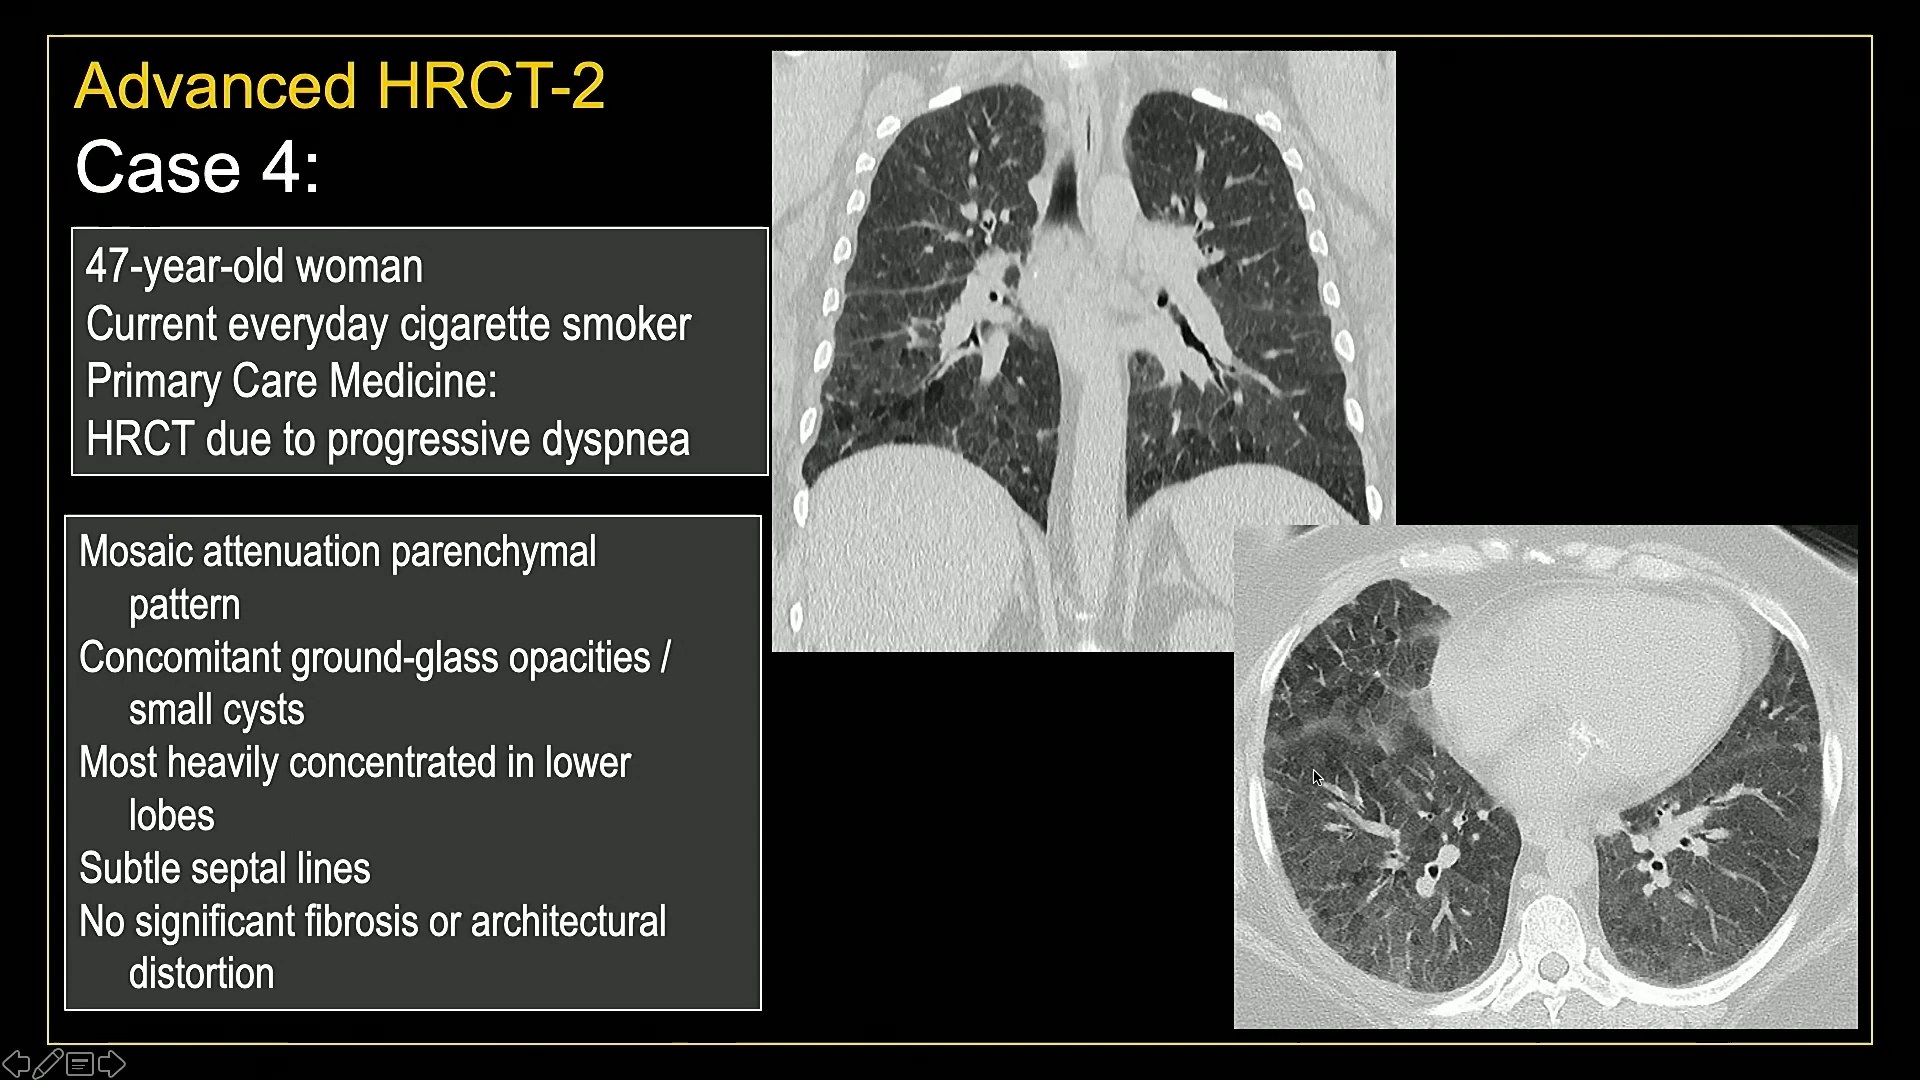 Advanced HRCT-2
Case 4:
47-year-old woman
Current everyday cigarette smoker
Primary Care Medicine:
HRCT due to progressive dyspnea
Mosaic attenuation parenchymal
pattern
Concomitant ground-glass opacities /
small cysts
Most heavily concentrated in lower
lobes
Subtle septal lines
No significant fibrosis or architectural
distortion